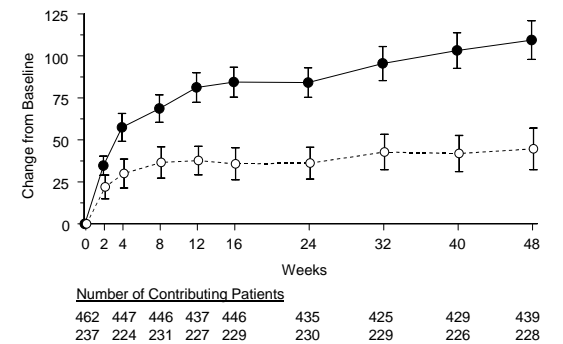 125
100
75
50
25
0
Change from Baseline
0 2 4 8 12 16 24 32 40 48
Weeks
Number of Contributing Patients
462 447 446 437 446 435 425 429 439
237 224 231 227 229 230 229 226 228